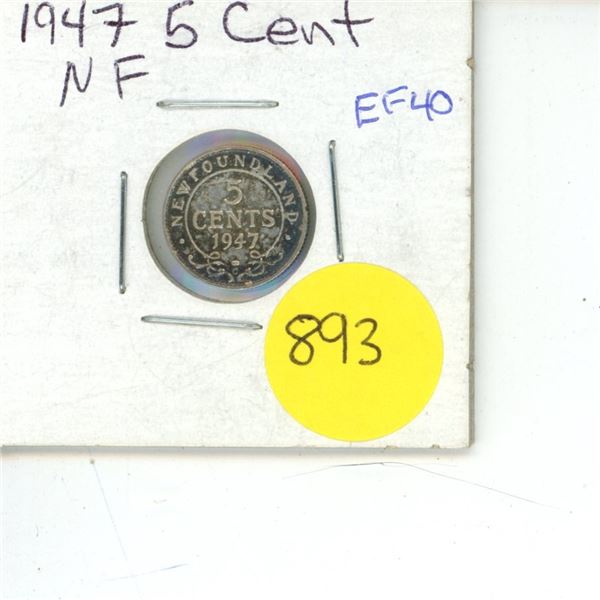 1947 5 Cent
NF
EF40
NEWFOUNDLAND
5
CENTS
1947
C
893